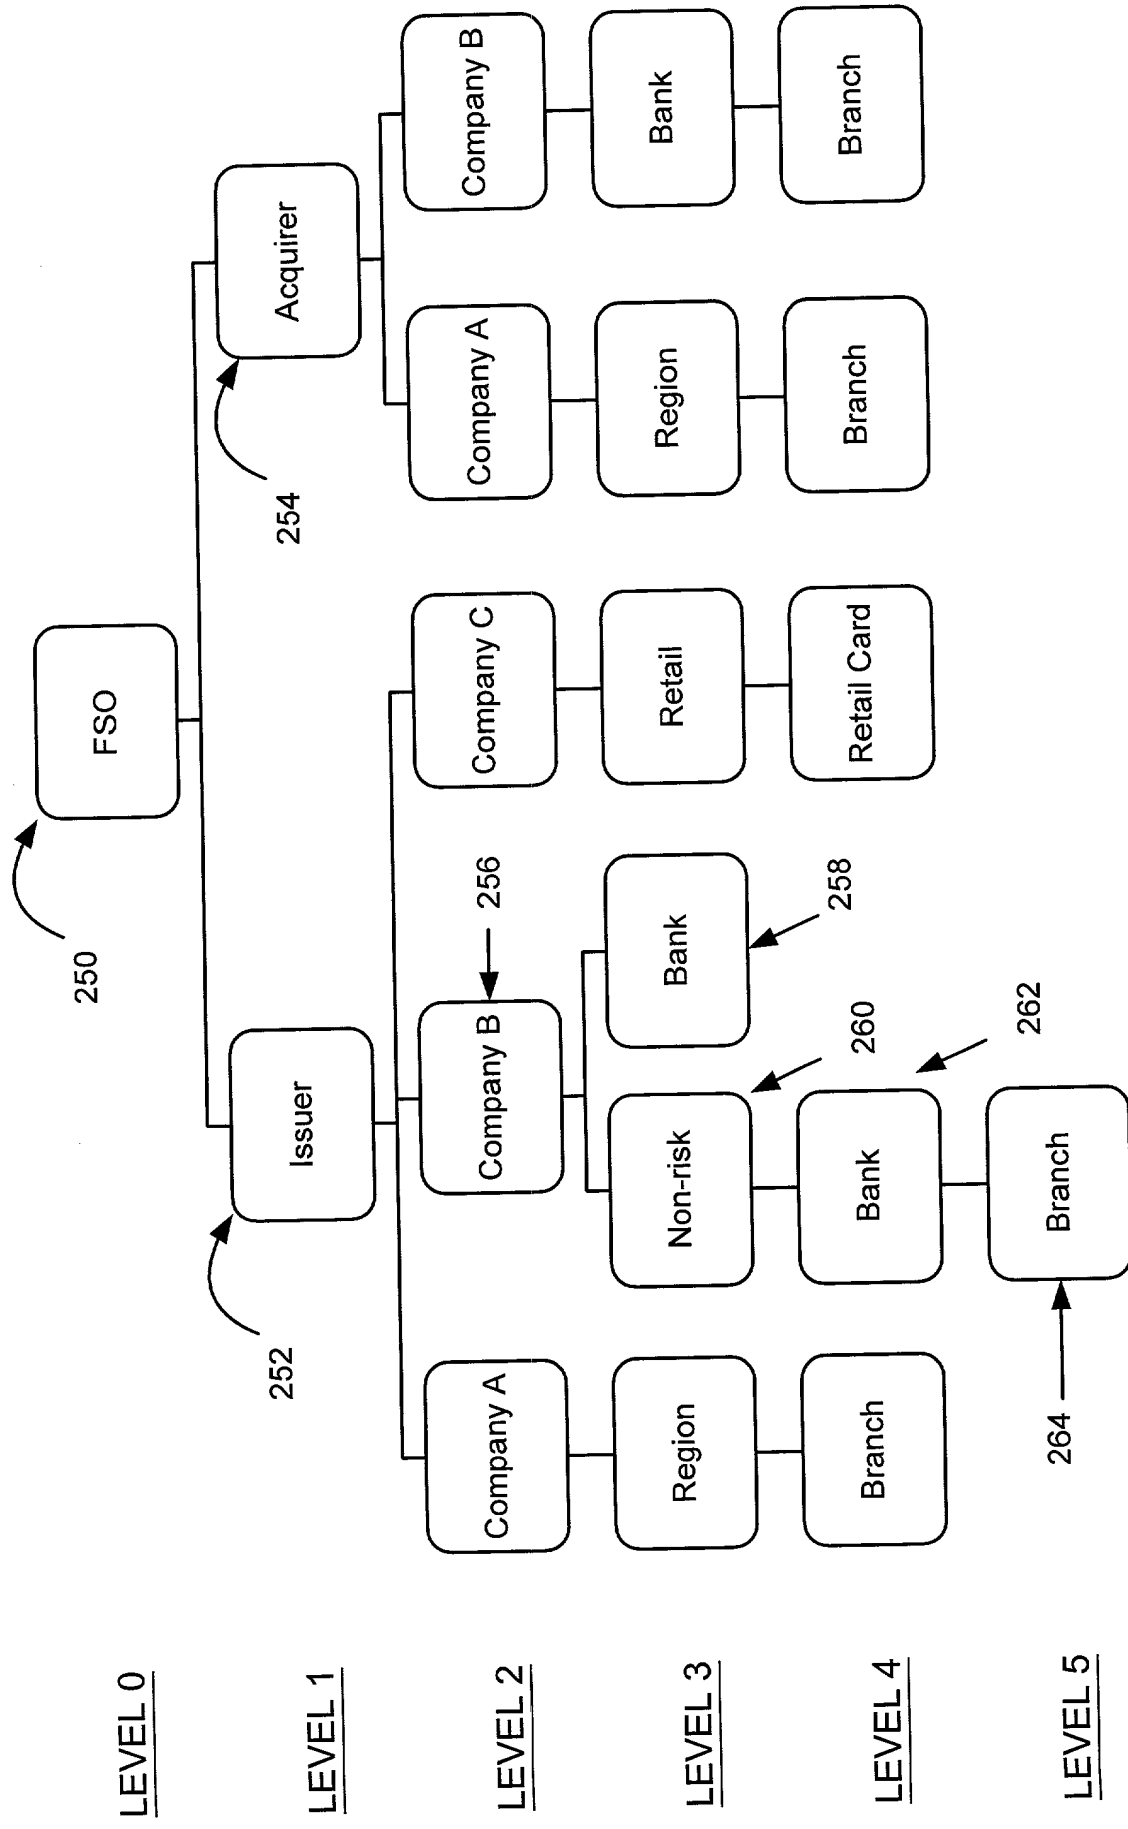 LEVEL 0
250
FSO
LEVEL 1
252
Issuer
254
Acquirer
LEVEL 2
Company A
Company B
256
Company C
Company A
Company B
LEVEL 3
Region
Non-risk
Bank
Retail
Region
Bank
260
258
LEVEL 4
Branch
Bank
262
Retail Card
Branch
Branch
LEVEL 5
264
Branch